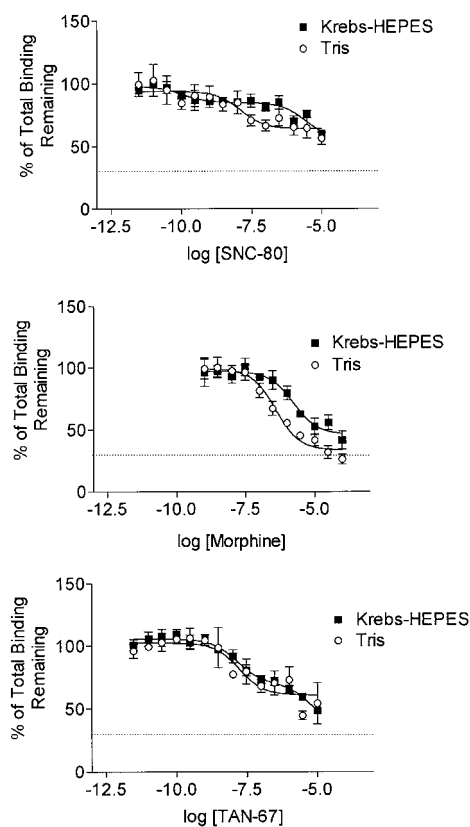 150
Krebs-HEPES
Tris
100
50
0
% of Total Binding
Remaining
-12.5 -10.0 -7.5 -5.0
log [SNC-80]
150
Krebs-HEPES
Tris
100
50
0
% of Total Binding
Remaining
-12.5 -10.0 -7.5 -5.0
log [Morphine]
150
Krebs-HEPES
Tris
100
50
0
% of Total Binding
Remaining
-12.5 -10.0 -7.5 -5.0
log [TAN-67]